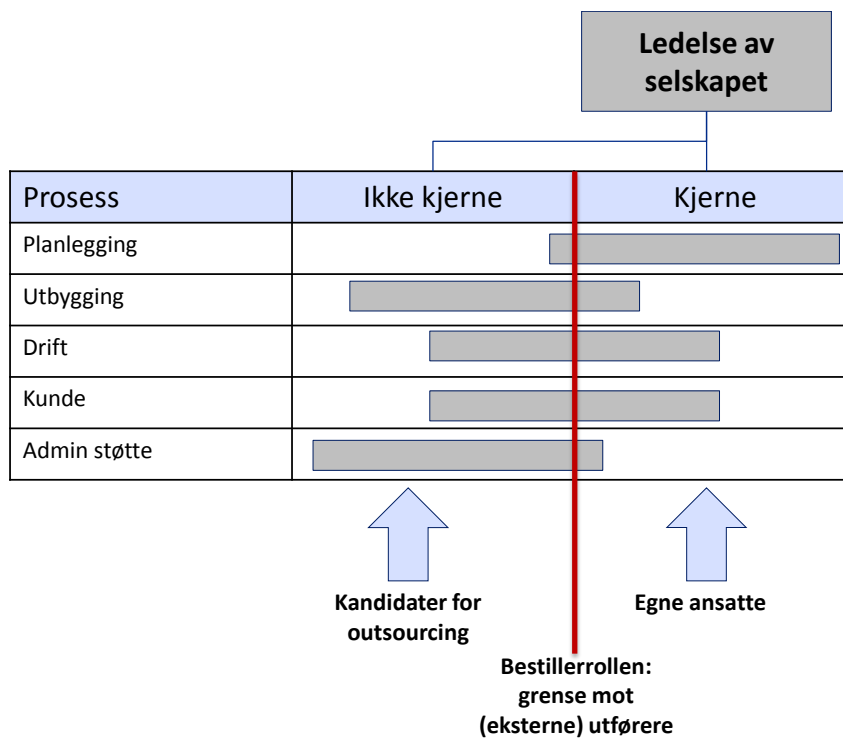 Ledelse av
selskapet
Prosess Ikke kjerne Kjerne
Planlegging
Utbygging
Drift
Kunde
Admin støtte
Kandidater for
outsourcing
Egne ansatte
Bestillerrollen:
grense mot
(eksterne) utførere